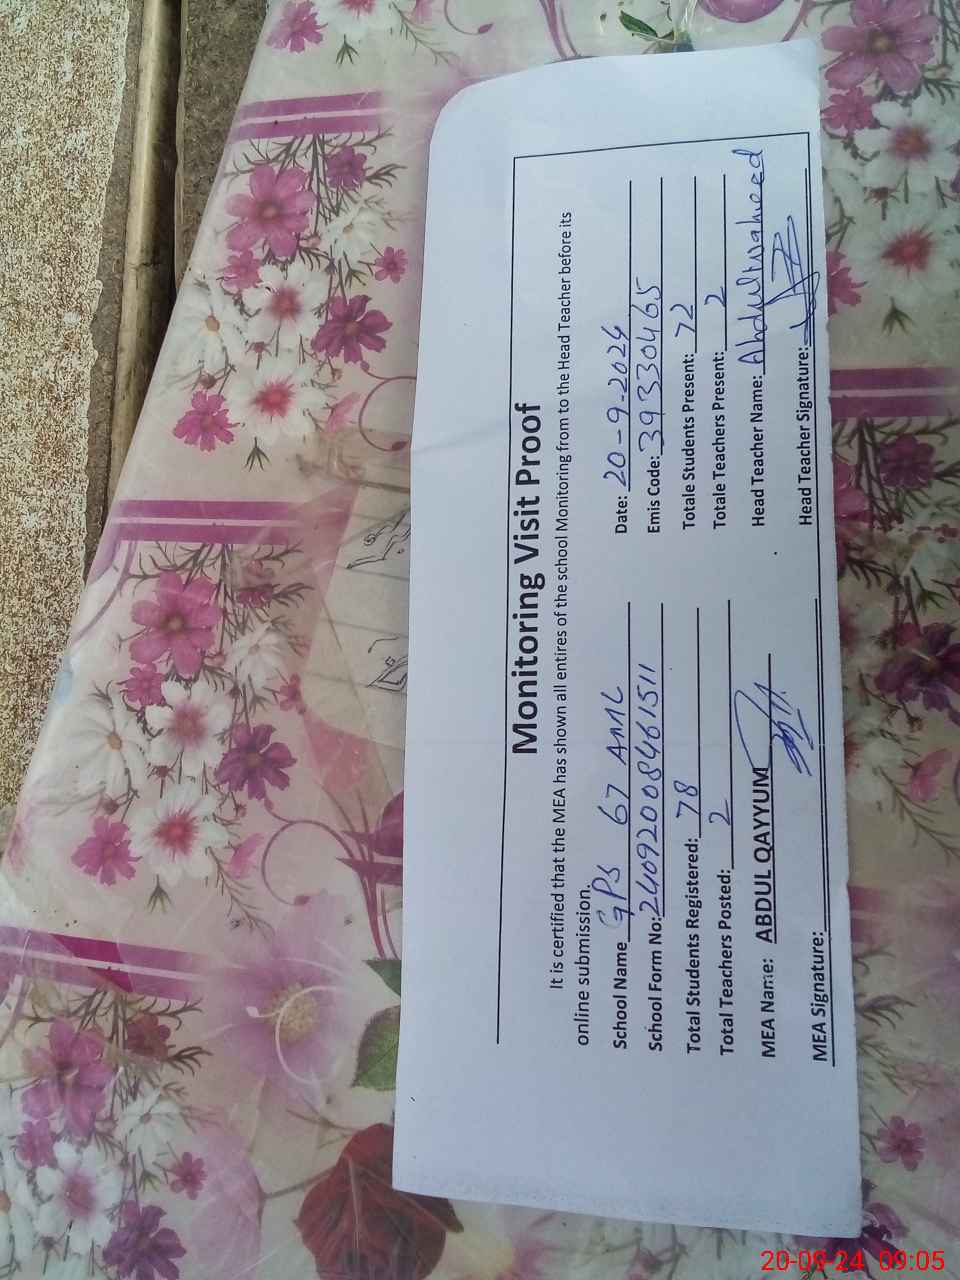 Monitoring Visit Proof
It is certified that the MEA has shown all entires of the school Monitoring from to the Head Teacher before its
online submission.
School Name GPS 67 AML Date: 20-9-2024
School Form No: 2409200846 1511 Emis Code: 39330465
Total Students Registered: 78 Totale Students Present: 72
Total Teachers Posted: 2 Totale Teachers Present: 2
MEA Name: ABDUL QAYYUM Head Teacher Name: Abdulwaheed
MEA Signature: Head Teacher Signature:
20-09-24 09:05